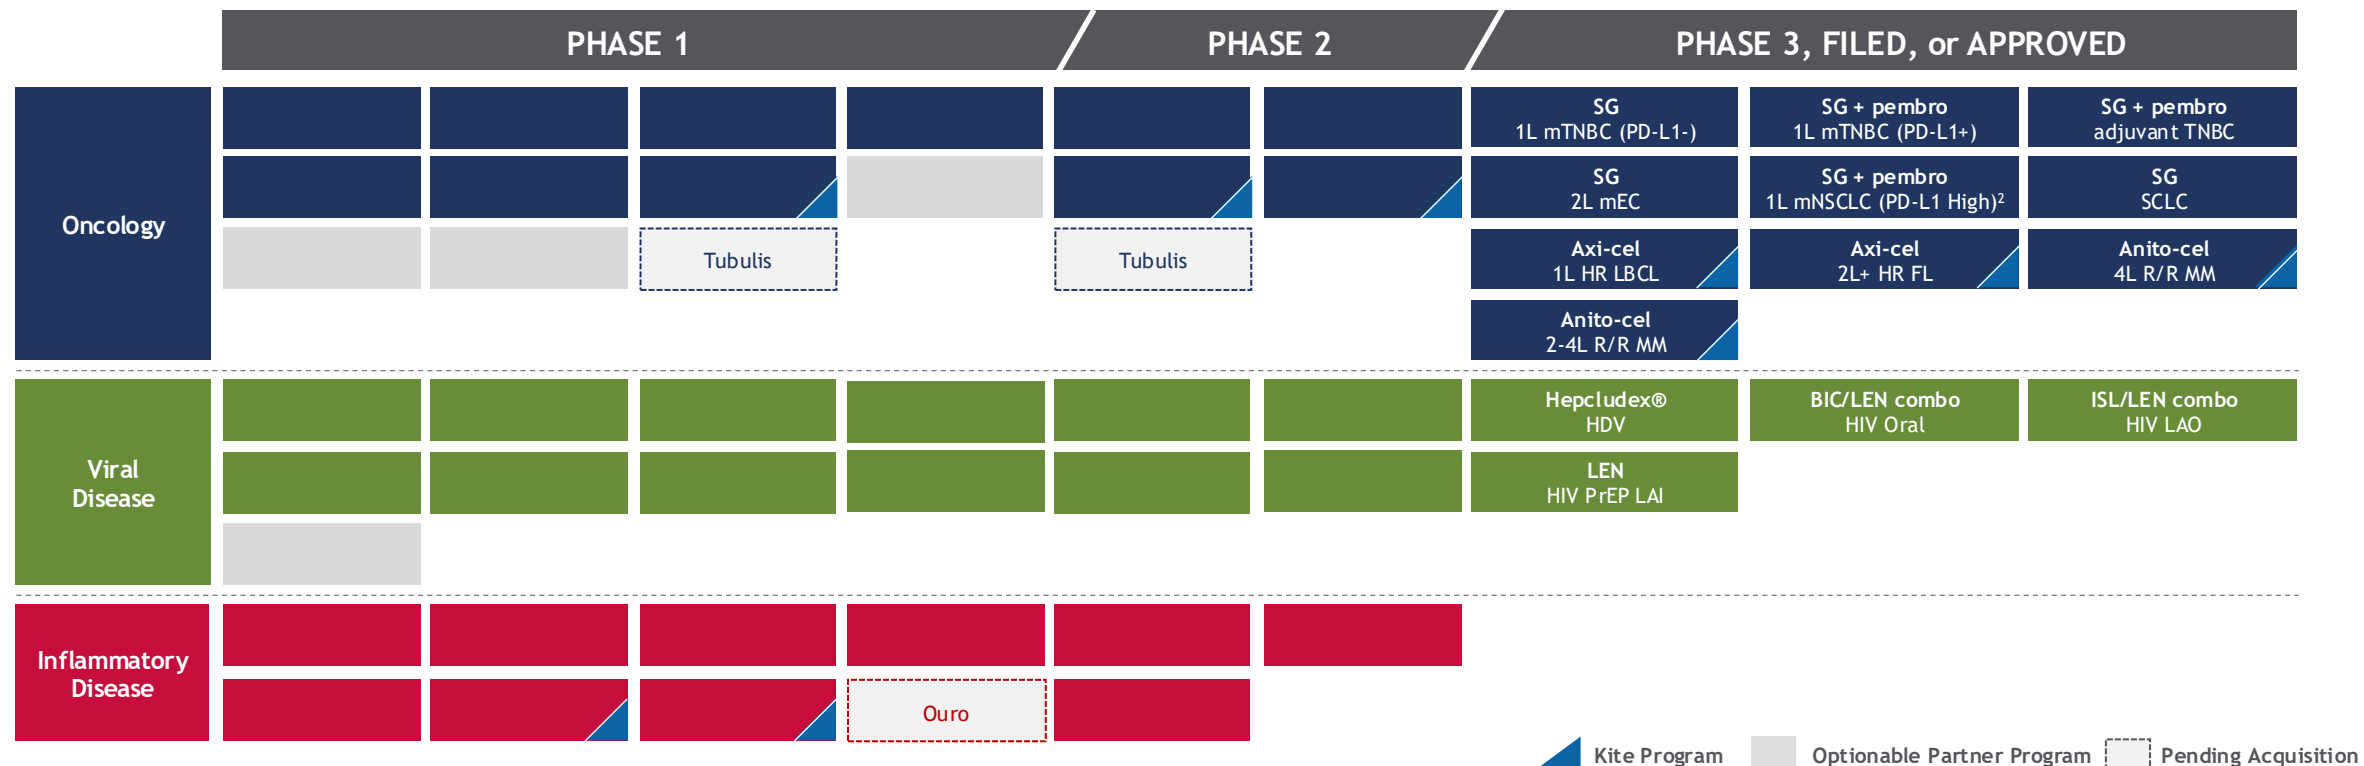 PHASE 1
PHASE 2
PHASE 3, FILED, or APPROVED
Oncology
SG
1L mTNBC (PD-L1-)
SG + pembro
1L mTNBC (PD-L1+)
SG + pembro
adjuvant TNBC
SG
2L mEC
SG + pembro
1L mNSCLC (PD-L1 High)²
SG
SCLC
Tubulis
Tubulis
Axi-cel
1L HR LBCL
Axi-cel
2L+ HR FL
Anito-cel
4L R/R MM
Anito-cel
2-4L R/R MM
Viral
Disease
Hepcludex®
HDV
BIC/LEN combo
HIV Oral
ISL/LEN combo
HIV LAO
LEN
HIV PrEP LAI
Inflammatory
Disease
Ouro
Kite Program
Optionable Partner Program
Pending Acquisition